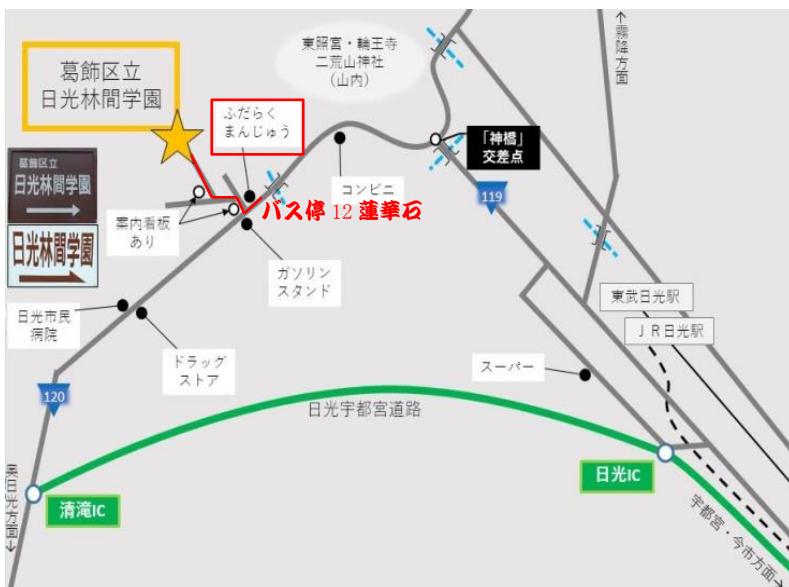 葛飾区立
日光林間学園
東照宮・輪王寺
二荒山神社
（山内）
↑霧降方面
ふだらく
まんじゅう
「神橋」
交差点
葛飾区立
日光林間学園
日光林間学園
コンビニ
119
バス停 12 蓮華石
案内看板
あり
ガソリン
スタンド
東武日光駅
ＪＲ日光駅
日光市民
病院
ドラッグ
ストア
スーパー
120
日光宇都宮道路
日光IC
清滝IC
奥日光方面→
宇都宮・今市方面→